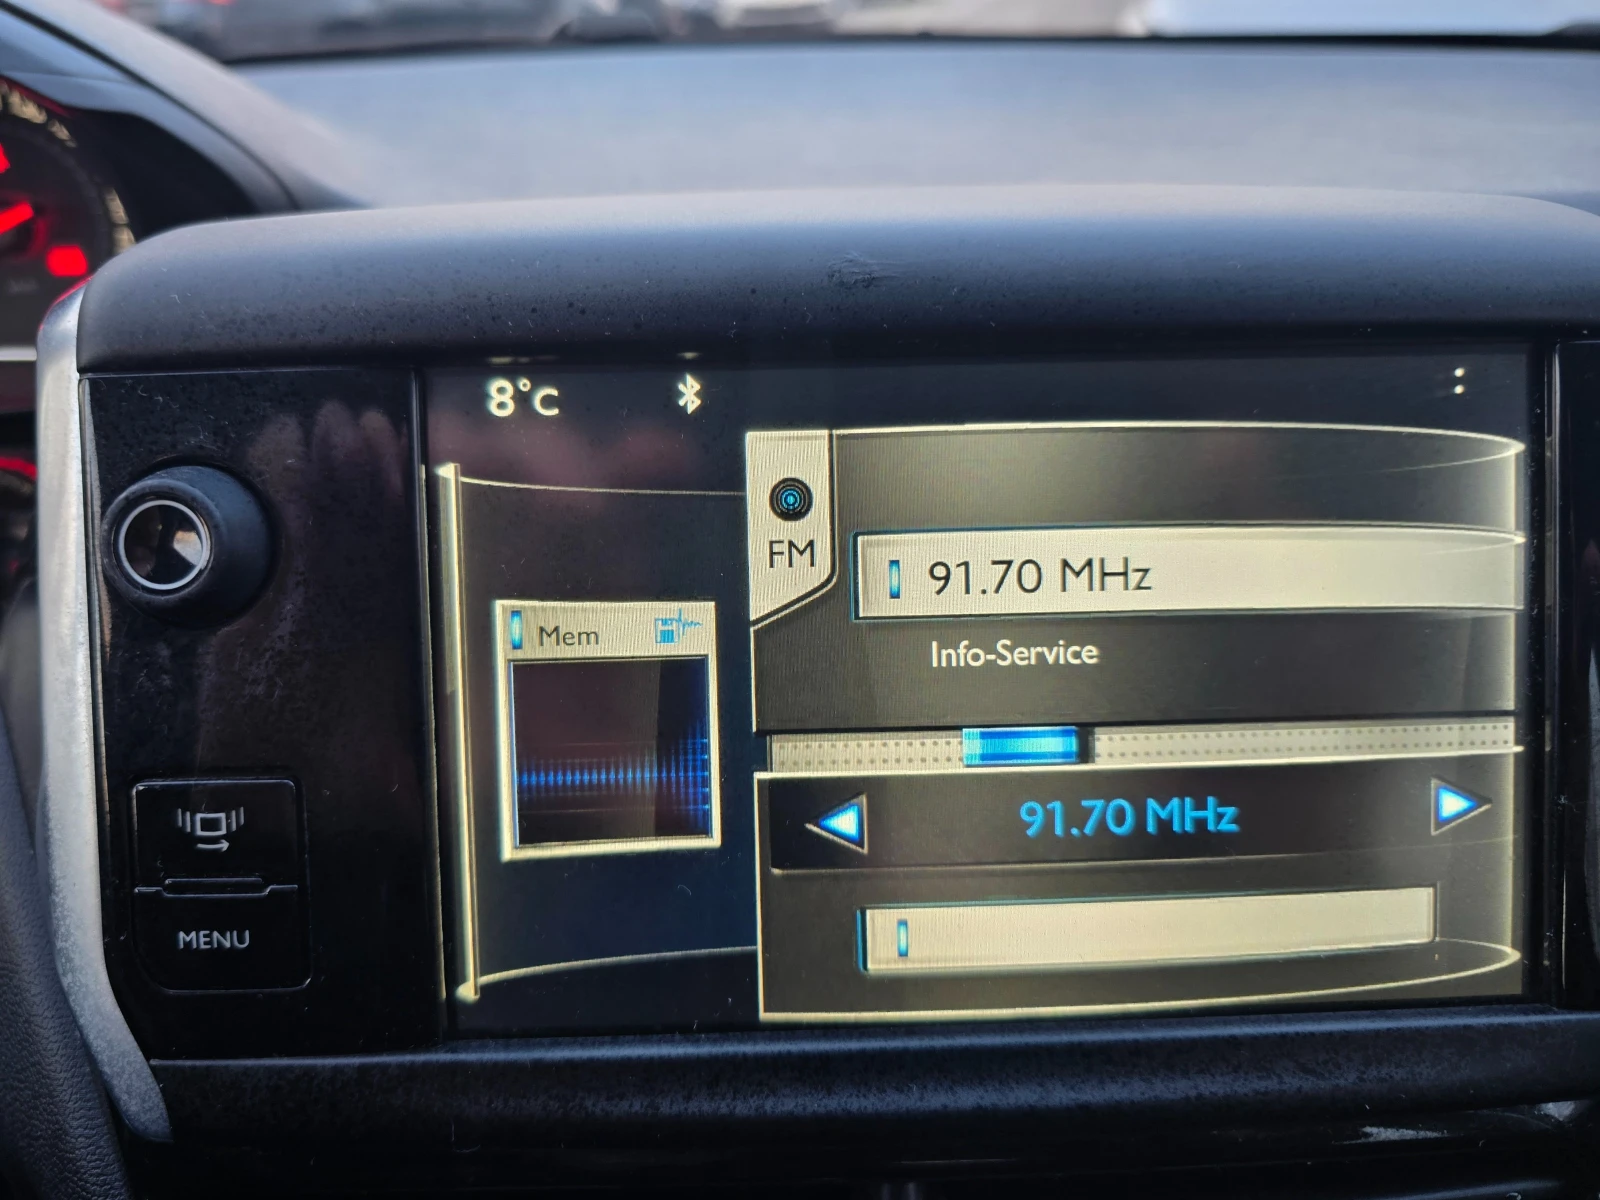 8°C
FM
91.70 MHz
Mem
Info-Service
91.70 MHz
MENU